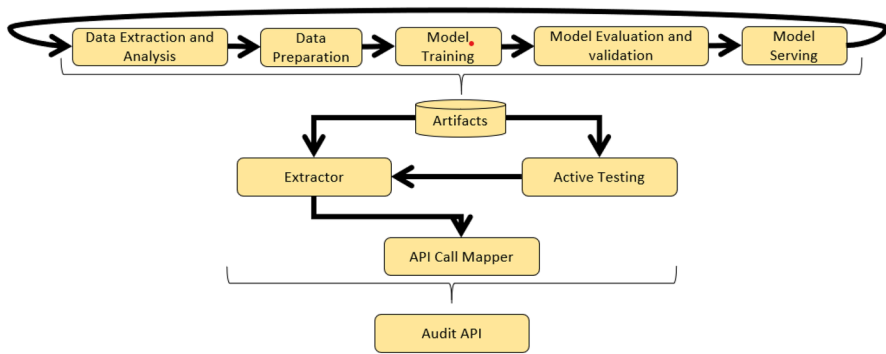 Data Extraction and
Analysis
Data
Preparation
Model
Training
Model Evaluation and
validation
Model
Serving
Artifacts
Extractor
Active Testing
API Call Mapper
Audit API